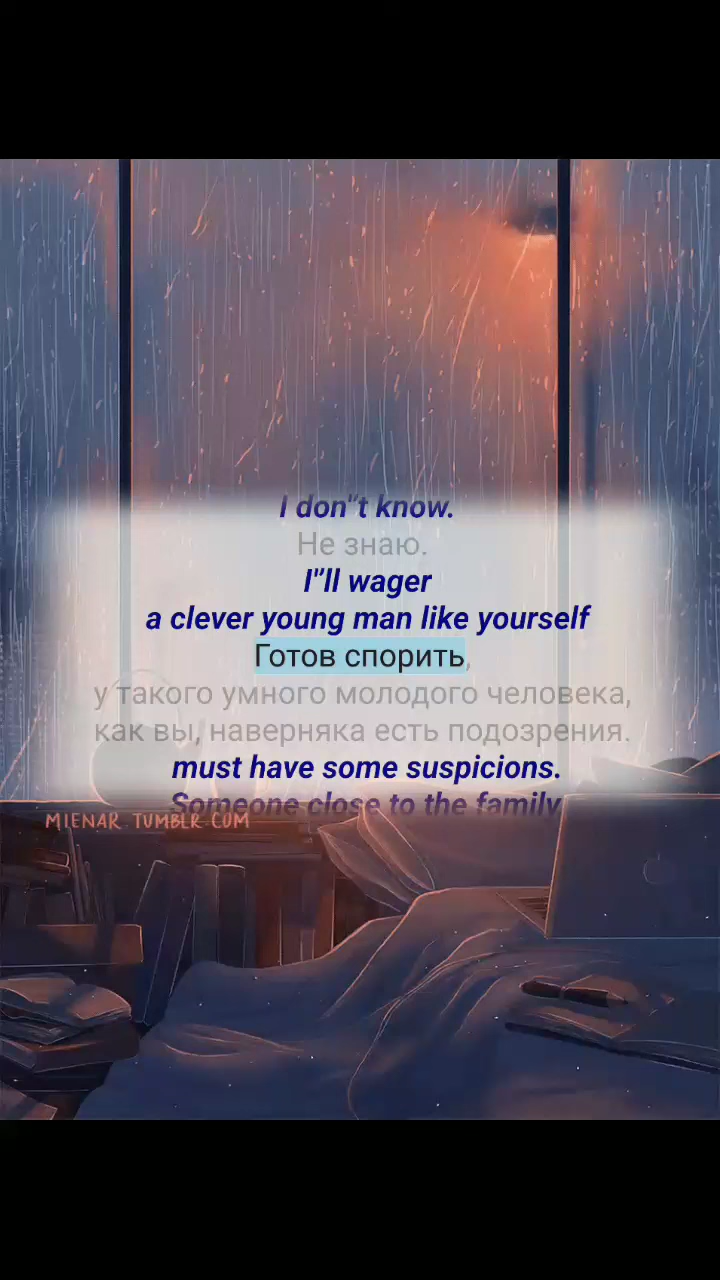 I don"t know.
Не знаю.
I"ll wager
a clever young man like yourself
Готов спорить,
у такого умного молодого человека,
как вы, наверняка есть подозрения.
must have some suspicions.
Someone close to the family
MIENAR.TUMBLR.COM